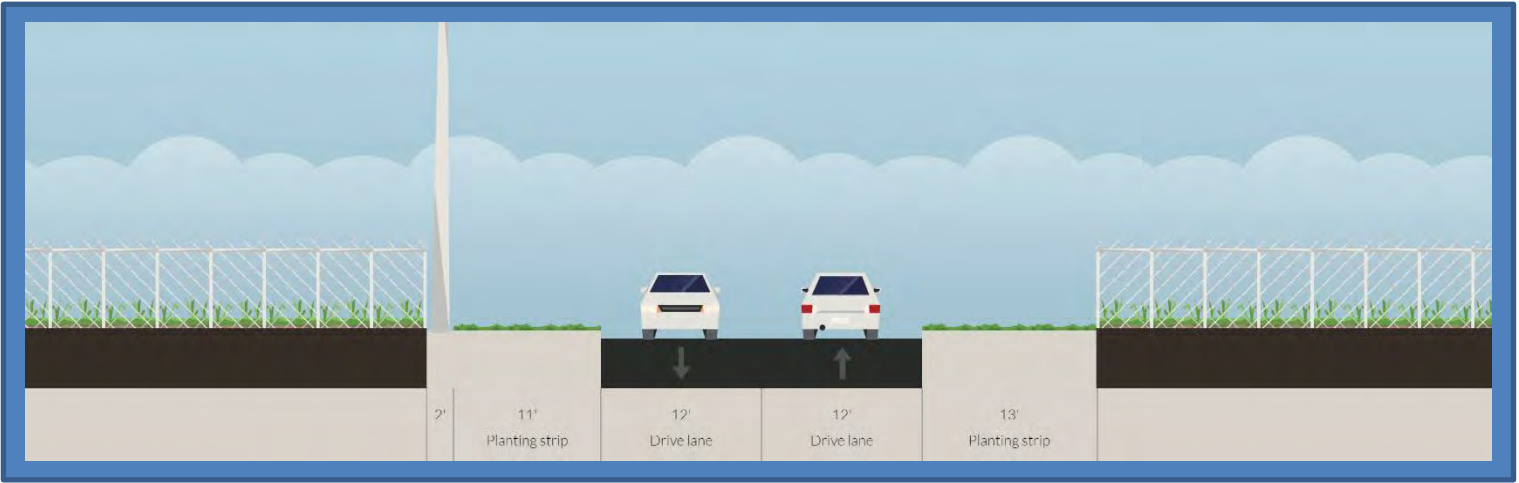 2' 11' 12' 12' 13'
Planting strip Drive lane Drive lane Planting strip